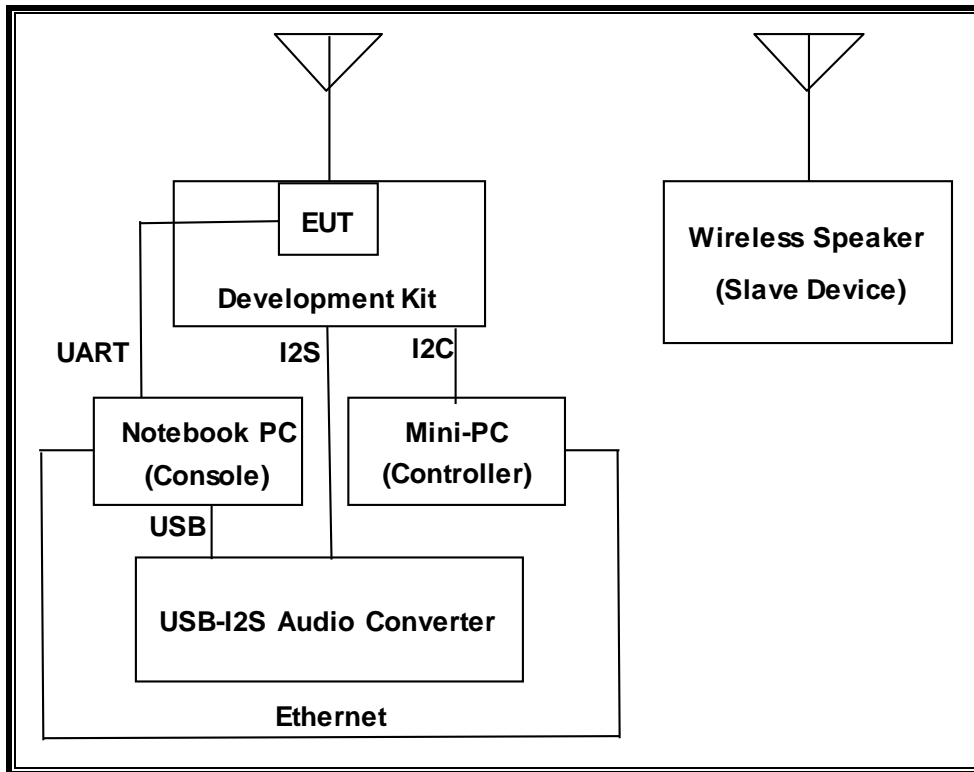 EUT
Development Kit
Wireless Speaker
(Slave Device)
UART
I2S
I2C
Notebook PC
(Console)
Mini-PC
(Controller)
USB
USB-I2S Audio Converter
Ethernet